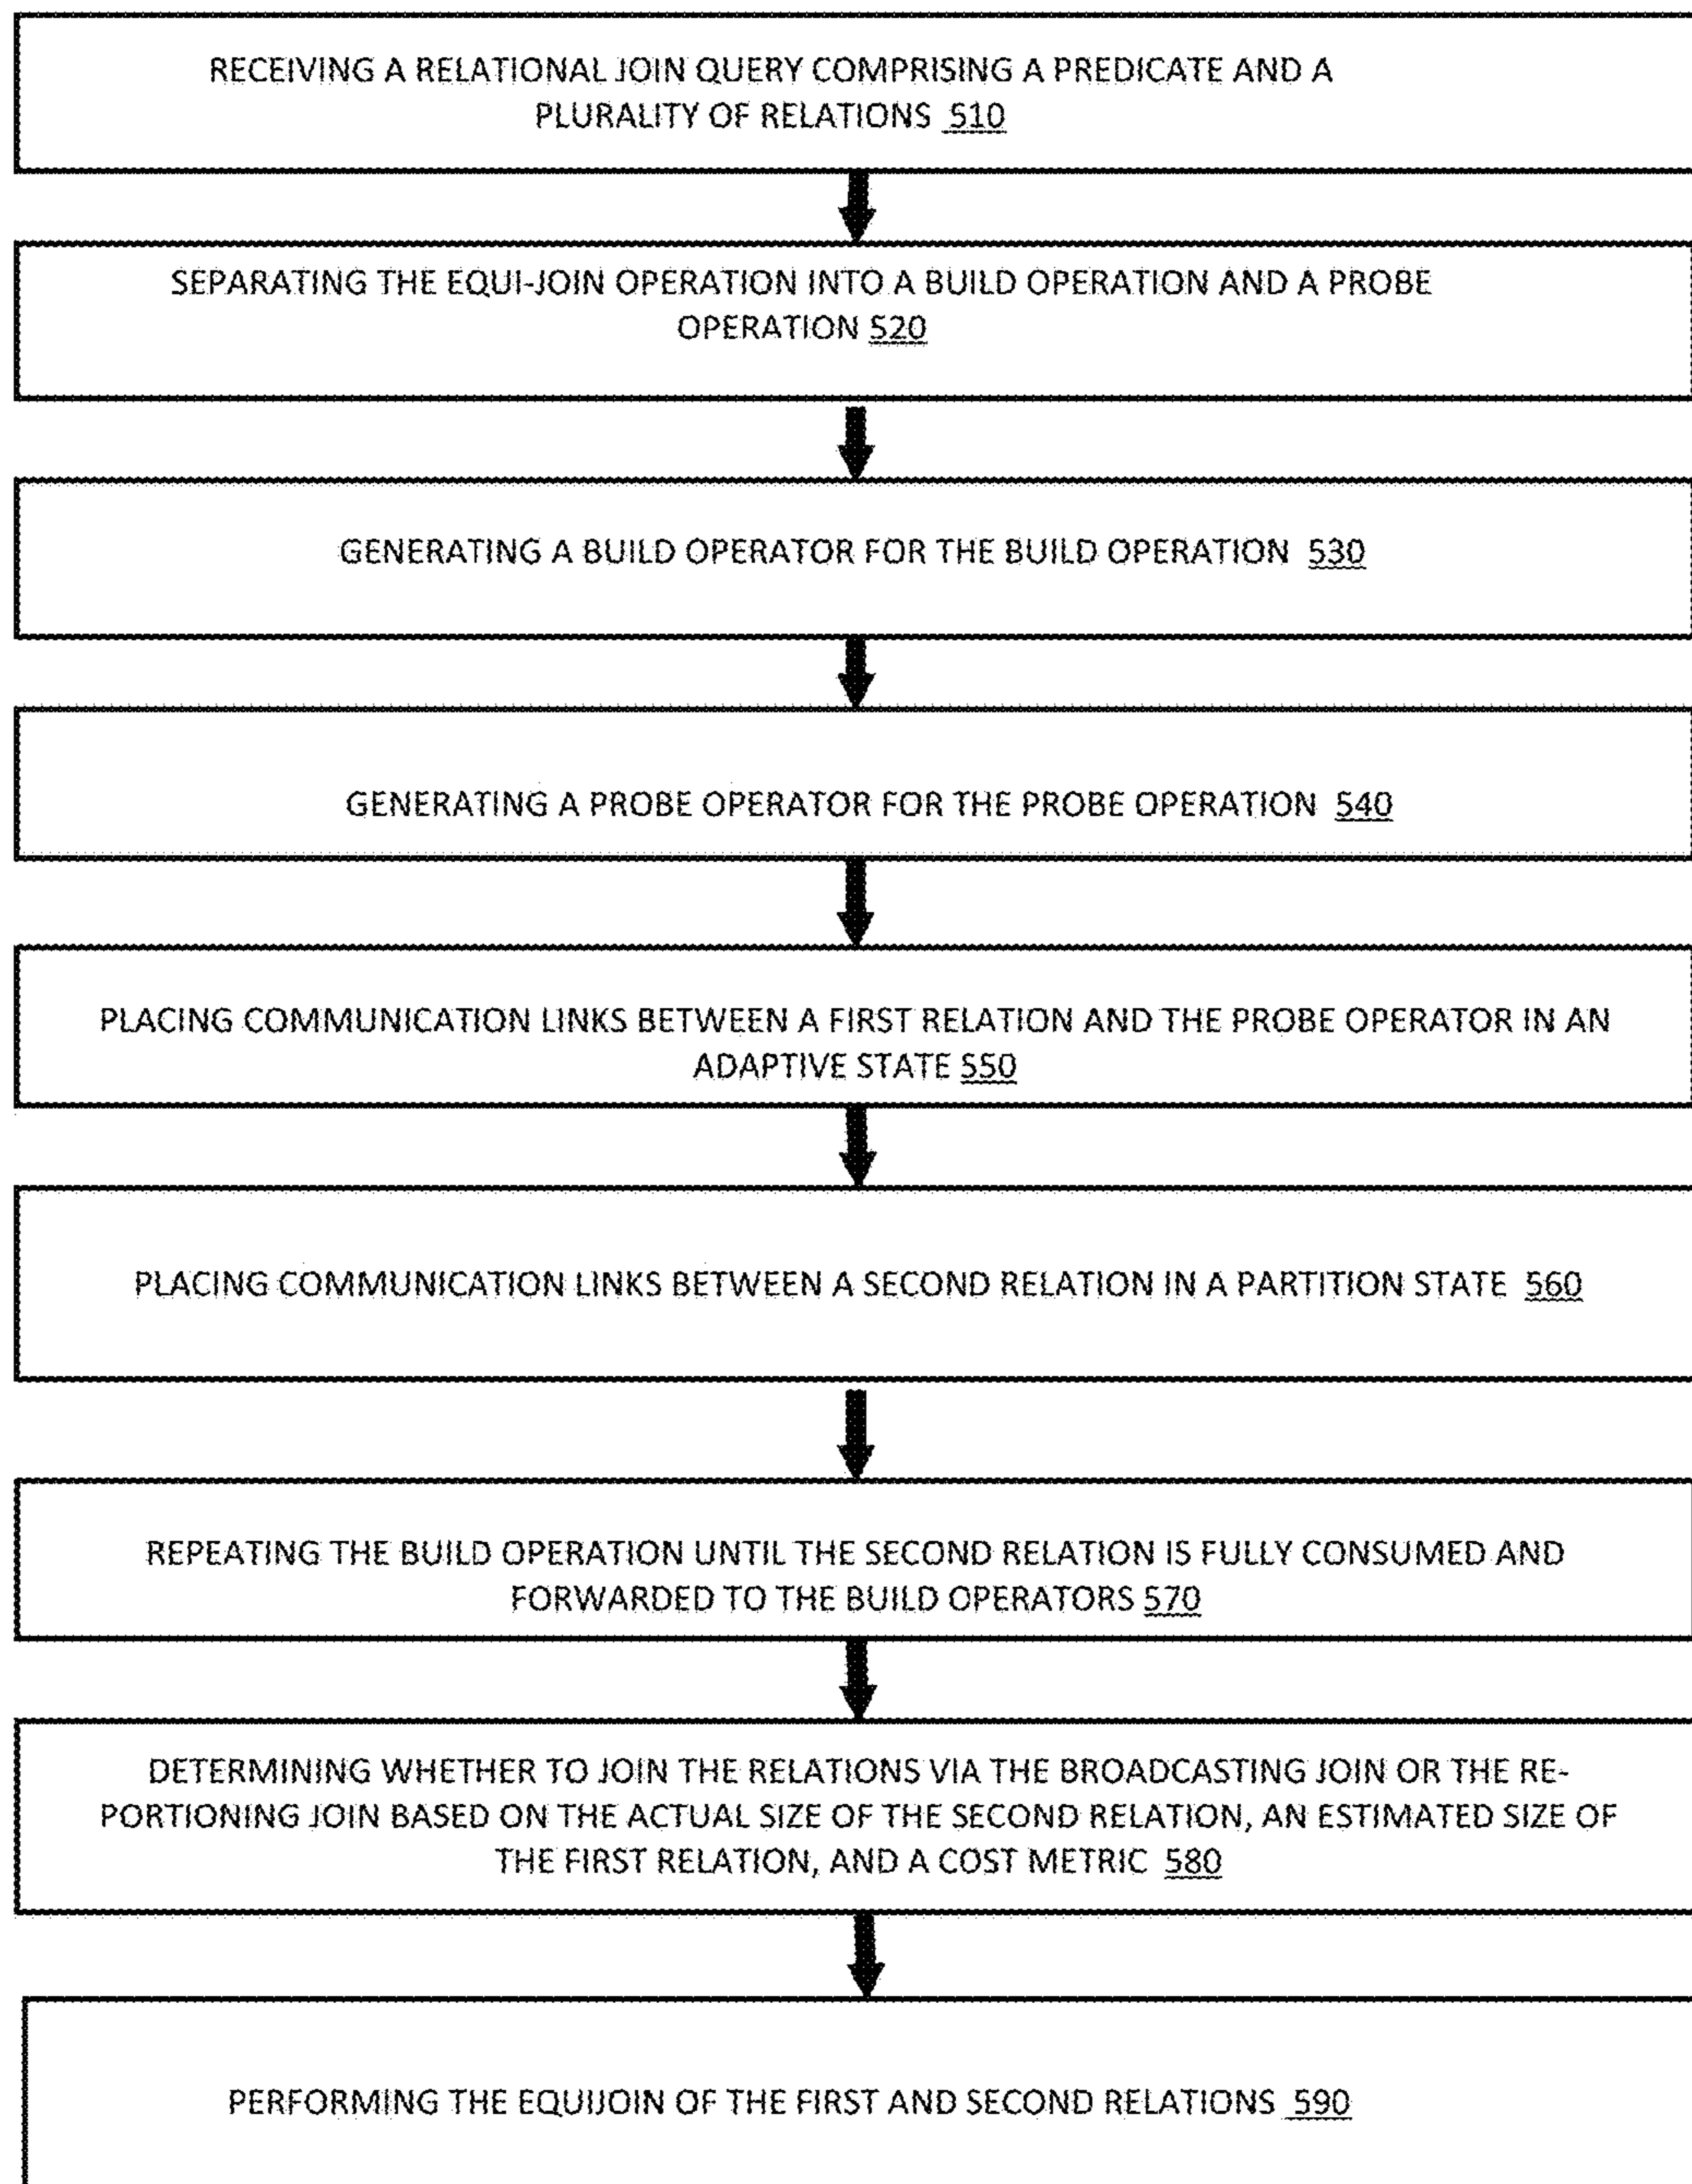 RECEIVING A RELATIONAL JOIN QUERY COMPRISING A PREDICATE AND A
PLURALITY OF RELATIONS 510
SEPARATING THE EQUI-JOIN OPERATION INTO A BUILD OPERATION AND A PROBE
OPERATION 520
GENERATING A BUILD OPERATOR FOR THE BUILD OPERATION 530
GENERATING A PROBE OPERATOR FOR THE PROBE OPERATION 540
PLACING COMMUNICATION LINKS BETWEEN A FIRST RELATION AND THE PROBE OPERATOR IN AN
ADAPTIVE STATE 550
PLACING COMMUNICATION LINKS BETWEEN A SECOND RELATION IN A PARTITION STATE 560
REPEATING THE BUILD OPERATION UNTIL THE SECOND RELATION IS FULLY CONSUMED AND
FORWARDED TO THE BUILD OPERATORS 570
DETERMINING WHETHER TO JOIN THE RELATIONS VIA THE BROADCASTING JOIN OR THE RE-
PORTIONING JOIN BASED ON THE ACTUAL SIZE OF THE SECOND RELATION, AN ESTIMATED SIZE OF
THE FIRST RELATION, AND A COST METRIC 580
PERFORMING THE EQUIJOIN OF THE FIRST AND SECOND RELATIONS 590